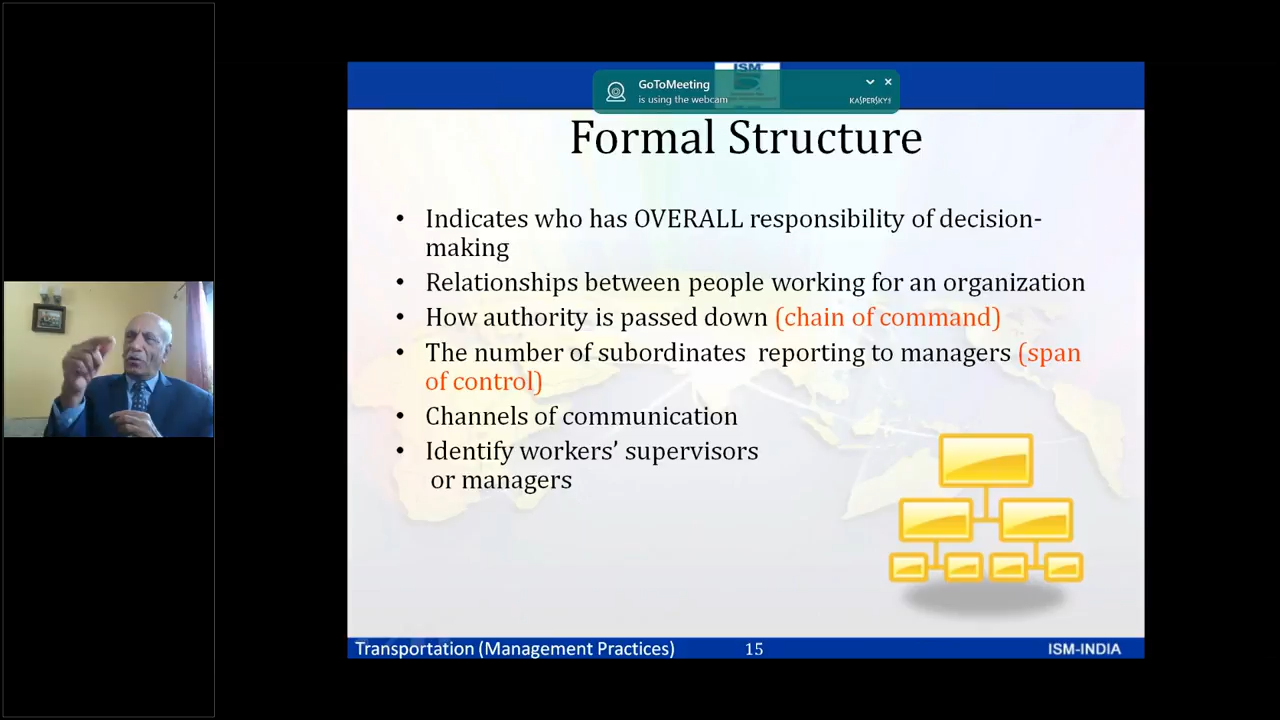 ISM
GoToMeeting
is using the webcam
KASPERSKY
Formal Structure
• Indicates who has OVERALL responsibility of decision-
making
• Relationships between people working for an organization
• How authority is passed down (chain of command)
• The number of subordinates reporting to managers (span
of control)
• Channels of communication
• Identify workers’ supervisors
or managers
Transportation (Management Practices) 15 ISM-INDIA